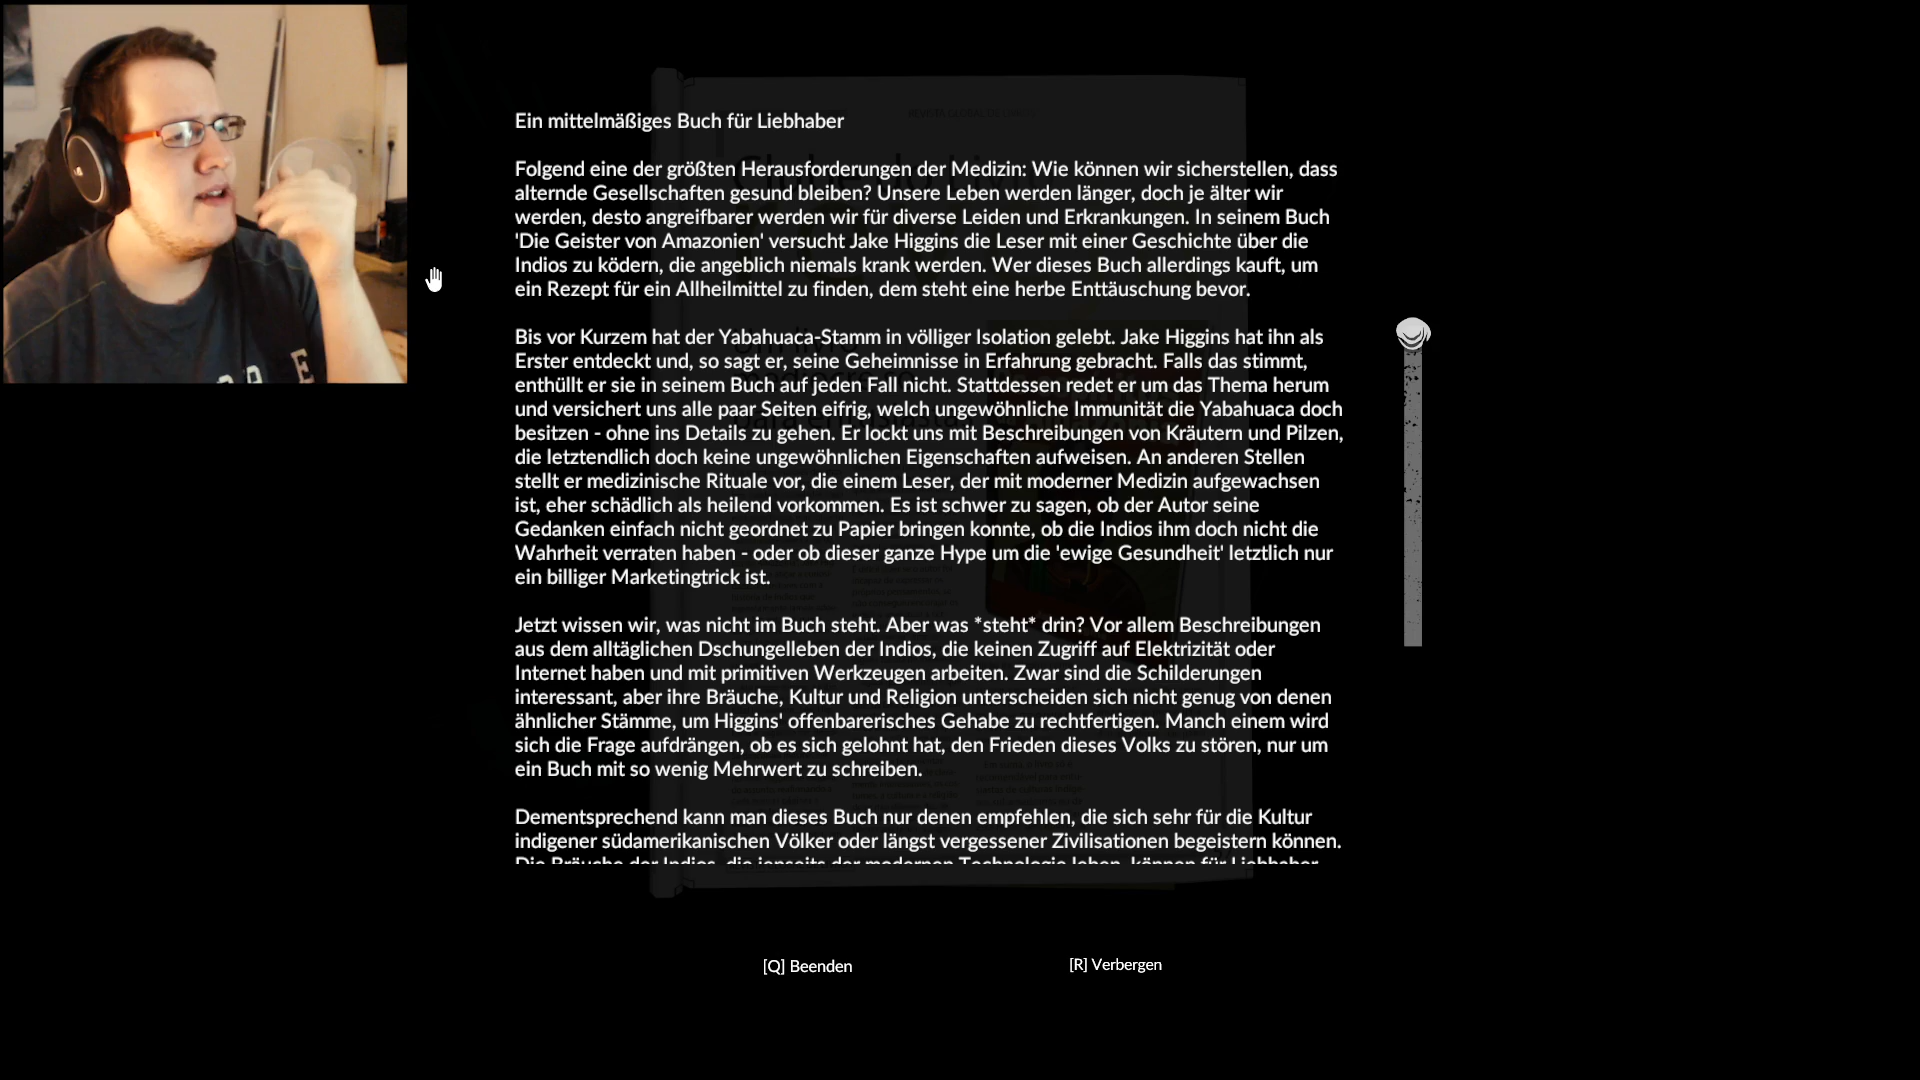 Ein mittelmäßiges Buch für Liebhaber
Folgend eine der größten Herausforderungen der Medizin: Wie können wir sicherstellen, dass
alternde Gesellschaften gesund bleiben? Unsere Leben werden länger, doch je älter wir
werden, desto angreifbarer werden wir für diverse Leiden und Erkrankungen. In seinem Buch
'Die Geister von Amazonien' versucht Jake Higgins die Leser mit einer Geschichte über die
Indios zu ködern, die angeblich niemals krank werden. Wer dieses Buch allerdings kauft, um
ein Rezept für ein Allheilmittel zu finden, dem steht eine herbe Enttäuschung bevor.
Bis vor Kurzem hat der Yabahuaca-Stamm in völliger Isolation gelebt. Jake Higgins hat ihn als
Erster entdeckt und, so sagt er, seine Geheimnisse in Erfahrung gebracht. Falls das stimmt,
enthüllt er sie in seinem Buch auf jeden Fall nicht. Stattdessen redet er um das Thema herum
und versichert uns alle paar Seiten eifrig, welch ungewöhnliche Immunität die Yabahuaca doch
besitzen - ohne ins Details zu gehen. Er lockt uns mit Beschreibungen von Kräutern und Pilzen,
die letztendlich doch keine ungewöhnlichen Eigenschaften aufweisen. An anderen Stellen
stellt er medizinische Rituale vor, die einem Leser, der mit moderner Medizin aufgewachsen
ist, eher schädlich als heilend vorkommen. Es ist schwer zu sagen, ob der Autor seine
Gedanken einfach nicht geordnet zu Papier bringen konnte, ob die Indios ihm doch nicht die
Wahrheit verraten haben - oder ob dieser ganze Hype um die 'ewige Gesundheit' letztlich nur
ein billiger Marketingtrick ist.
Jetzt wissen wir, was nicht im Buch steht. Aber was *steht* drin? Vor allem Beschreibungen
aus dem alltäglichen Dschungelleben der Indios, die keinen Zugriff auf Elektrizität oder
Internet haben und mit primitiven Werkzeugen arbeiten. Zwar sind die Schilderungen
interessant, aber ihre Bräuche, Kultur und Religion unterscheiden sich nicht genug von denen
ähnlicher Stämme, um Higgins' offenbarerisches Gehabe zu rechtfertigen. Manch einem wird
sich die Frage aufdrängen, ob es sich gelohnt hat, den Frieden dieses Volks zu stören, nur um
ein Buch mit so wenig Mehrwert zu schreiben.
Dementsprechend kann man dieses Buch nur denen empfehlen, die sich sehr für die Kultur
indigener südamerikanischen Völker oder längst vergessener Zivilisationen begeistern können.
Die Bräuche der Indios, die jenseits der modernen Technologie leben, können für Liebhaber
[Q] Beenden
[R] Verbergen